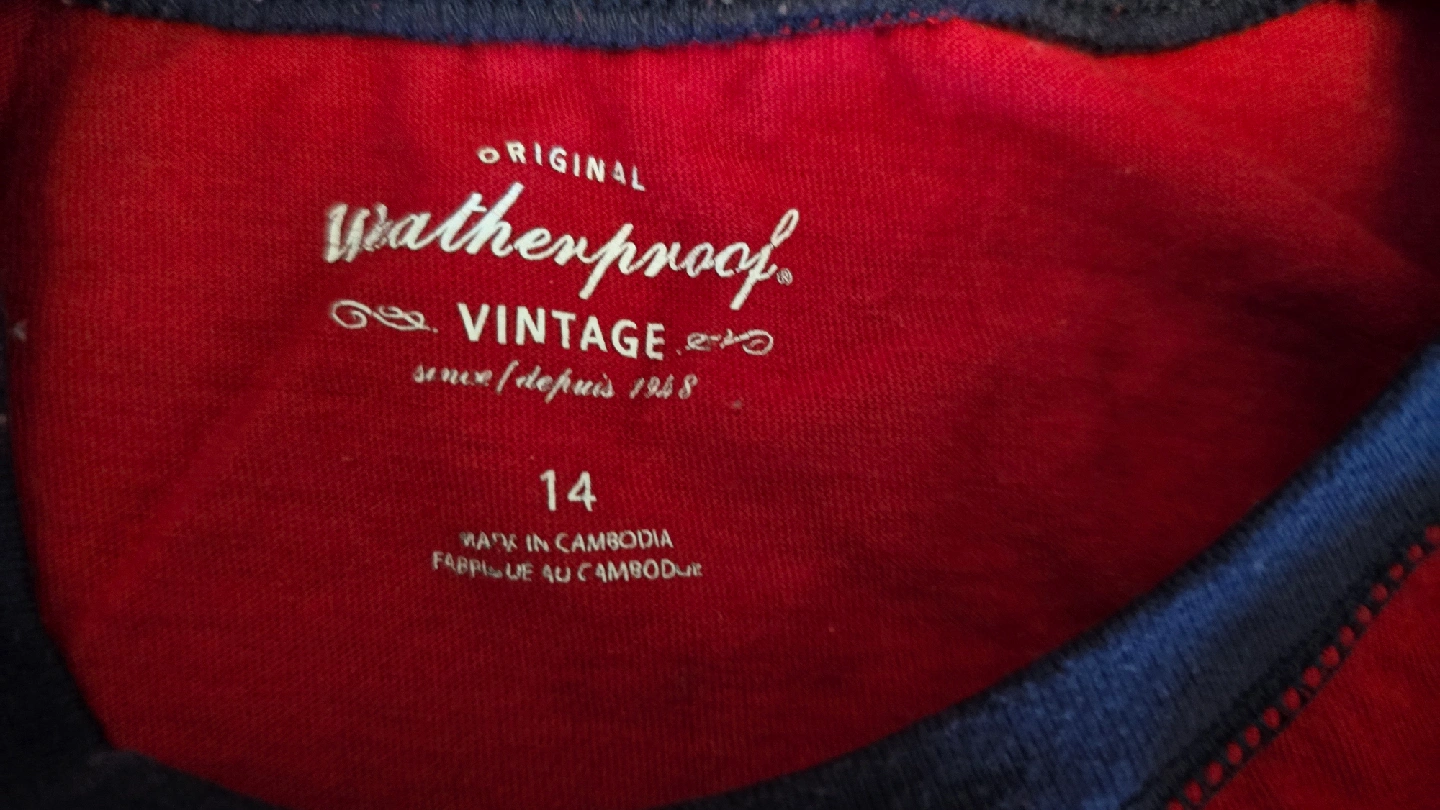 ORIGINAL
Weatherproof®
VINTAGE
since/depuis 1948
14
MADE IN CAMBODIA
FABRIQUE AU CAMBODGE